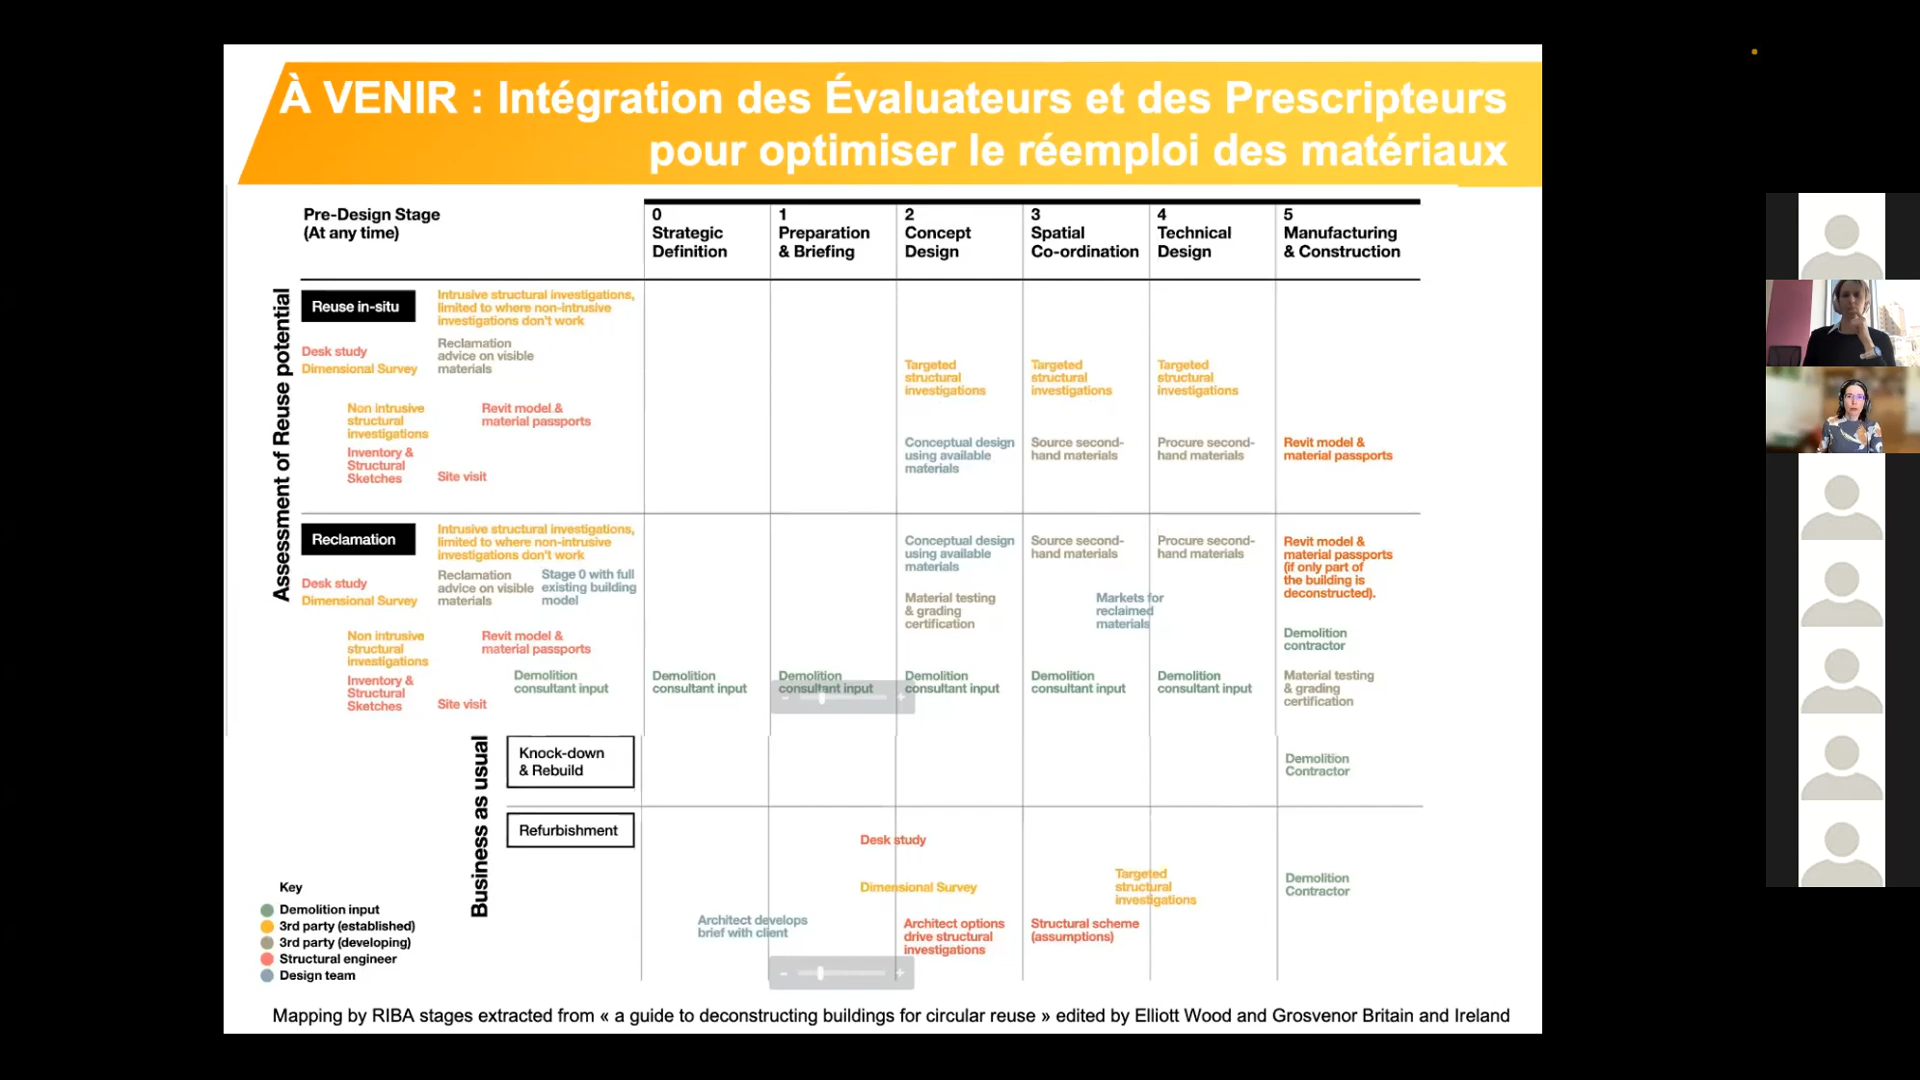 À VENIR : Intégration des Évaluateurs et des Prescripteurs
pour optimiser le réemploi des matériaux
Pre-Design Stage
(At any time)
0
Strategic
Definition
1
Preparation
& Briefing
2
Concept
Design
3
Spatial
Co-ordination
4
Technical
Design
5
Manufacturing
& Construction
Assessment of Reuse potential
Reuse in-situ
Intrusive structural investigations,
limited to where non-intrusive
investigations don't work
Desk study
Dimensional Survey
Reclamation
advice on visible
materials
Non intrusive
structural
investigations
Revit model &
material passports
Inventory &
Structural
Sketches
Site visit
Targeted
structural
investigations
Targeted
structural
investigations
Targeted
structural
investigations
Conceptual design
using available
materials
Source second-
hand materials
Procure second-
hand materials
Revit model &
material passports
Reclamation
Intrusive structural investigations,
limited to where non-intrusive
investigations don't work
Desk study
Dimensional Survey
Reclamation
advice on visible
materials
Stage 0 with full
existing building
model
Non intrusive
structural
investigations
Revit model &
material passports
Inventory &
Structural
Sketches
Site visit
Demolition
consultant input
Demolition
consultant input
Demolition
consultant input
Conceptual design
using available
materials
Material testing
& grading
certification
Demolition
consultant input
Source second-
hand materials
Markets for
reclaimed
materials
Demolition
consultant input
Procure second-
hand materials
Demolition
consultant input
Revit model &
material passports
(if only part of
the building is
deconstructed).
Demolition
contractor
Material testing
& grading
certification
Business as usual
Knock-down
& Rebuild
Demolition
Contractor
Refurbishment
Desk study
Dimensional Survey
Architect develops
brief with client
Architect options
drive structural
investigations
Targeted
structural
investigations
Structural scheme
(assumptions)
Demolition
Contractor
Key
Demolition input
3rd party (established)
3rd party (developing)
Structural engineer
Design team
Mapping by RIBA stages extracted from « a guide to deconstructing buildings for circular reuse » edited by Elliott Wood and Grosvenor Britain and Ireland